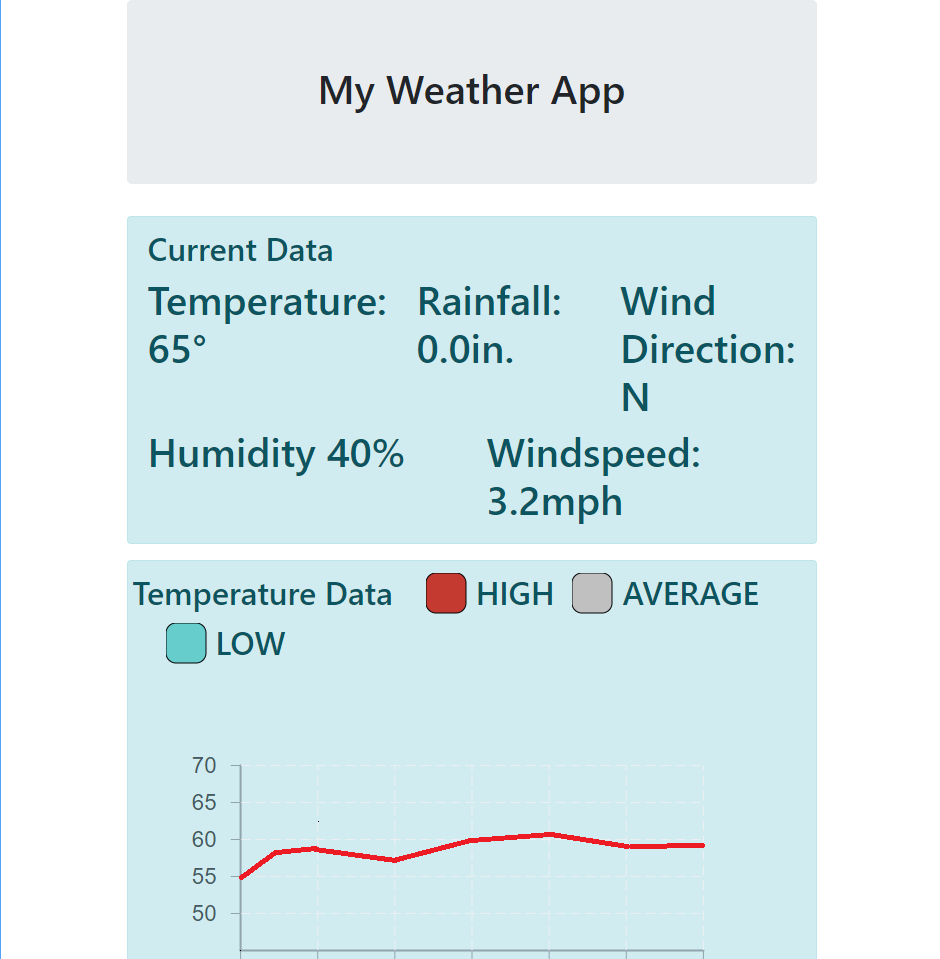 My Weather App
Current Data
Temperature:
65°
Rainfall:
0.0in.
Wind
Direction:
N
Humidity 40%
Windspeed:
3.2mph
Temperature Data HIGH AVERAGE
LOW
70
65
60
55
50